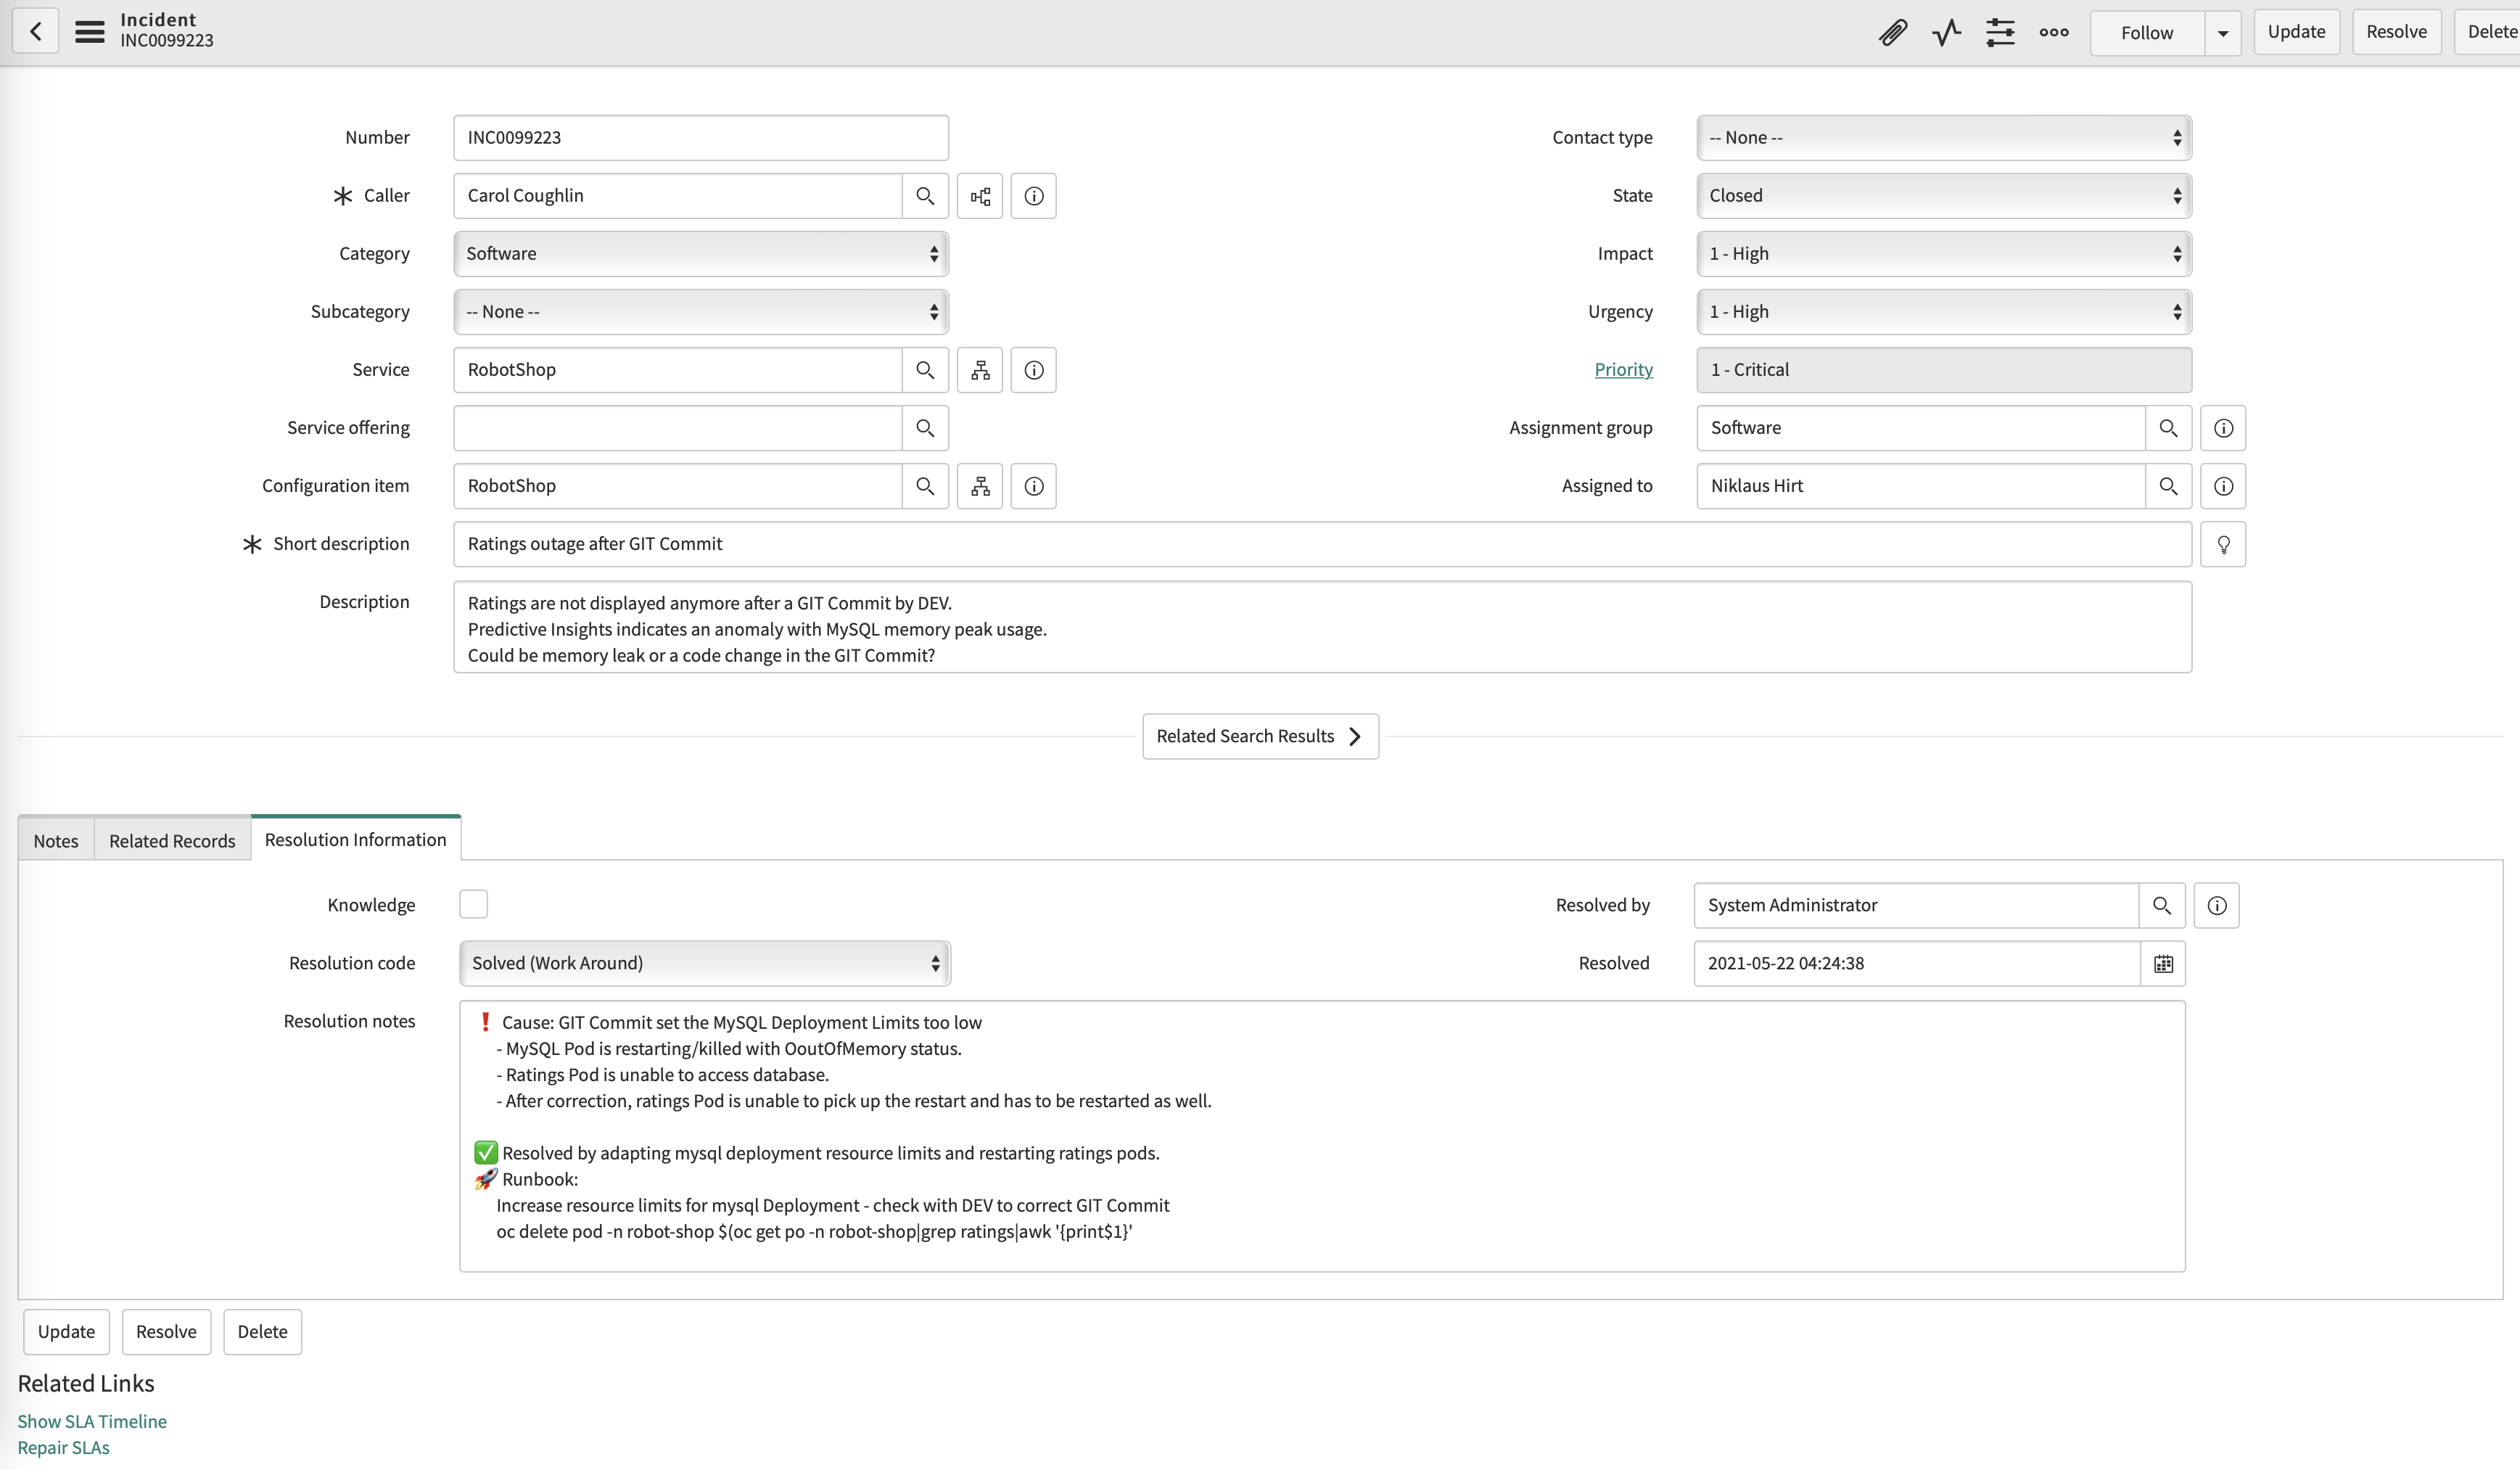 Incident
INC0099223
Follow
Update
Resolve
Delete
Number
INC0099223
Contact type
-- None --
Caller
Carol Coughlin
State
Closed
Category
Software
Impact
1 - High
Subcategory
-- None --
Urgency
1 - High
Service
RobotShop
Priority
1 - Critical
Service offering
Assignment group
Software
Configuration item
RobotShop
Assigned to
Niklaus Hirt
Short description
Ratings outage after GIT Commit
Description
Ratings are not displayed anymore after a GIT Commit by DEV.
Predictive Insights indicates an anomaly with MySQL memory peak usage.
Could be memory leak or a code change in the GIT Commit?
Related Search Results
Notes
Related Records
Resolution Information
Knowledge
Resolved by
System Administrator
Resolution code
Solved (Work Around)
Resolved
2021-05-22 04:24:38
Resolution notes
❗ Cause: GIT Commit set the MySQL Deployment Limits too low
- MySQL Pod is restarting/killed with OoutOfMemory status.
- Ratings Pod is unable to access database.
- After correction, ratings Pod is unable to pick up the restart and has to be restarted as well.
✅ Resolved by adapting mysql deployment resource limits and restarting ratings pods.
🚀 Runbook:
Increase resource limits for mysql Deployment - check with DEV to correct GIT Commit
oc delete pod -n robot-shop $(oc get po -n robot-shop|grep ratings|awk '{print$1}'
Update
Resolve
Delete
Related Links
Show SLA Timeline
Repair SLAs